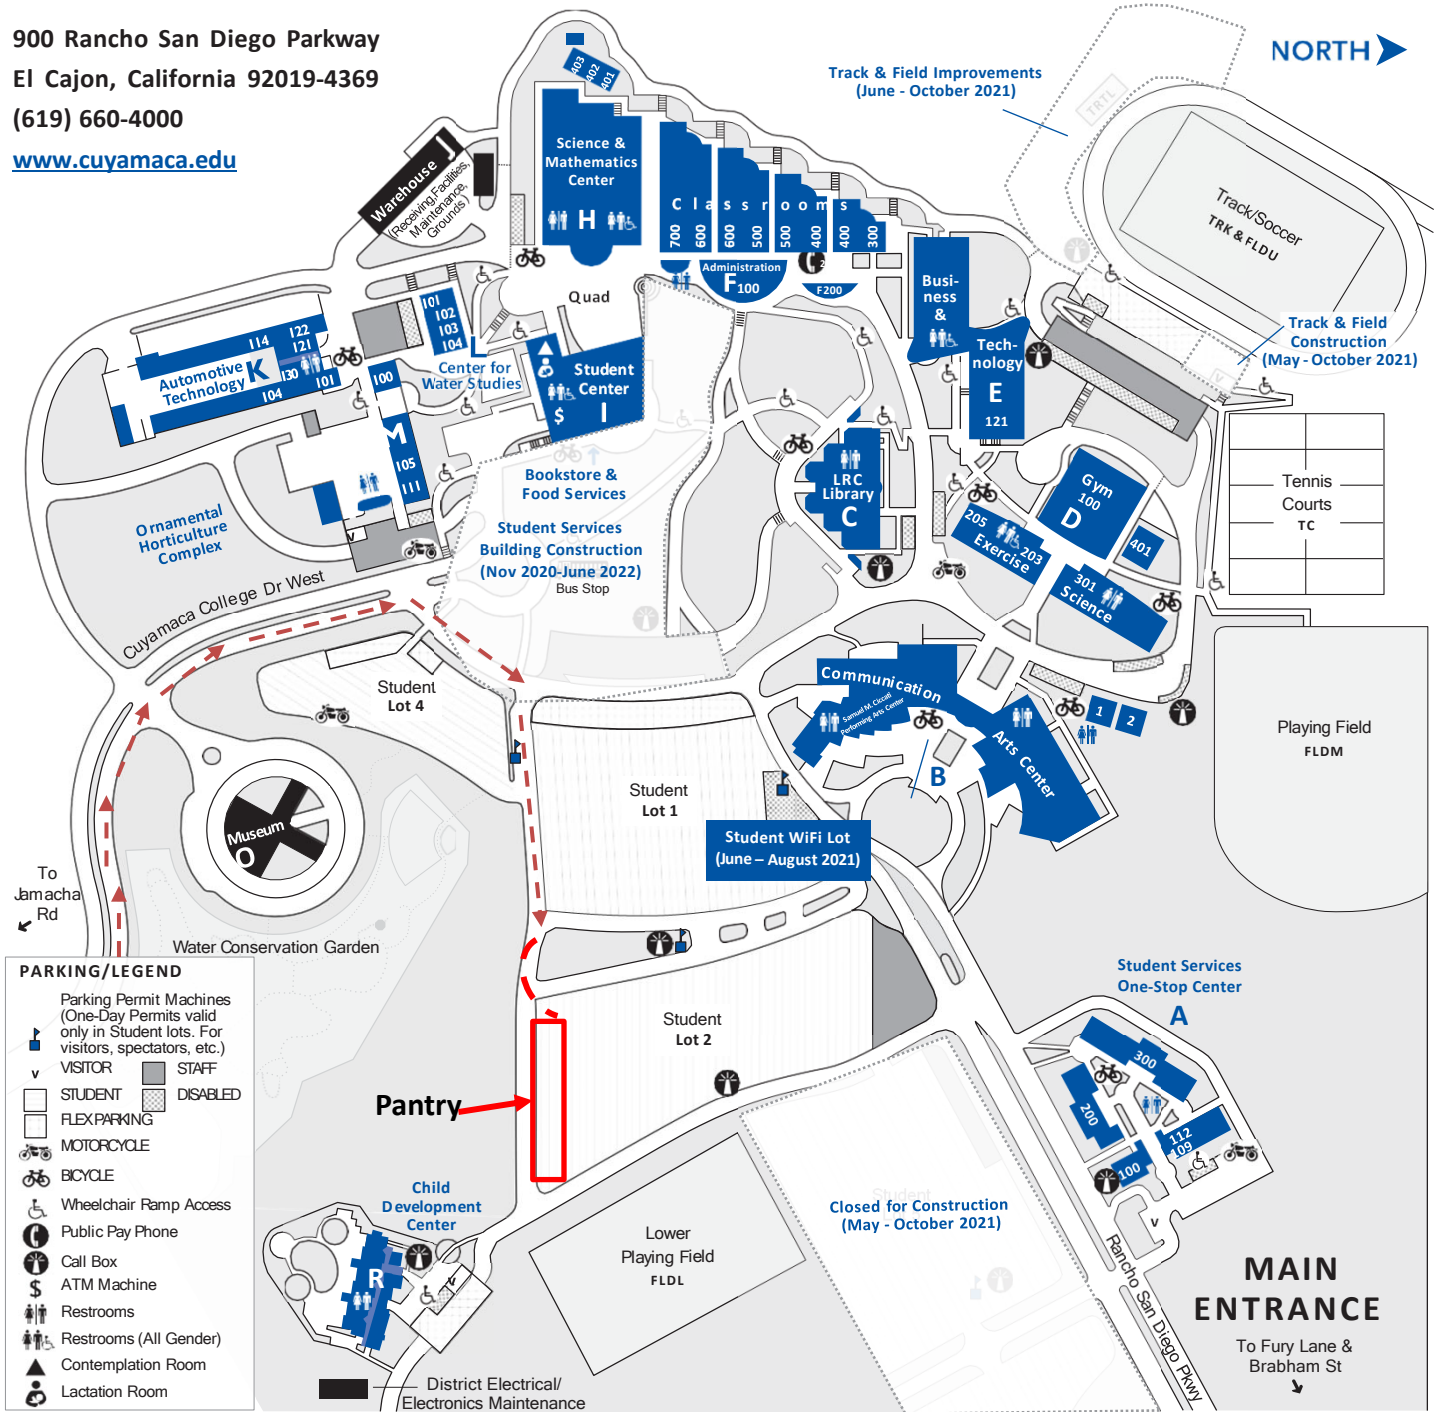 900 Rancho San Diego Parkway
El Cajon, California 92019-4369
(619) 660-4000
www.cuyamaca.edu
NORTH
Track & Field Improvements
(June - October 2021)
TRTL
Track/Soccer
TRK & FLDU
Track & Field
Construction
(May - October 2021)
403
402
401
Science &
Mathematics
Center
H
Warehouse J
(Receiving, Facilities,
Maintenance,
Grounds)
Classrooms
700
600
600
500
500
400
400
300
Administration
F100
F200
2
Quad
Busi-
ness
&
Tech-
nology
E
121
101
102
103
104
L
Center for
Water Studies
114
122
121
Automotive
Technology K
130
101
104
100
M
105
111
Student
Center
I
$
Bookstore &
Food Services
Student Services
Building Construction
(Nov 2020-June 2022)
Bus Stop
LRC
Library
C
Gym
100
D
401
205
203
Exercise
301
Science
Tennis
Courts
TC
Ornamental
Horticulture
Complex
v
Cuyamaca College Dr West
Student
Lot 4
Communication
Samuel M. Ciccati
Performing Arts Center
Arts Center
B
1
2
Playing Field
FLDM
Museum
O
Student
Lot 1
Student WiFi Lot
(June – August 2021)
To
Jamacha
Rd
Water Conservation Garden
Student
Lot 2
Student Services
One-Stop Center
A
300
200
112
109
100
v
Pantry
Student
Closed for Construction
(May - October 2021)
Child
Development
Center
R
v
Lower
Playing Field
FLDL
Rancho San Diego Pkwy
MAIN
ENTRANCE
To Fury Lane &
Brabham St
District Electrical/
Electronics Maintenance
PARKING/LEGEND
Parking Permit Machines
(One-Day Permits valid
only in Student lots. For
visitors, spectators, etc.)
v VISITOR
STAFF
STUDENT
DISABLED
FLEX PARKING
MOTORCYCLE
BICYCLE
Wheelchair Ramp Access
Public Pay Phone
Call Box
$ ATM Machine
Restrooms
Restrooms (All Gender)
Contemplation Room
Lactation Room